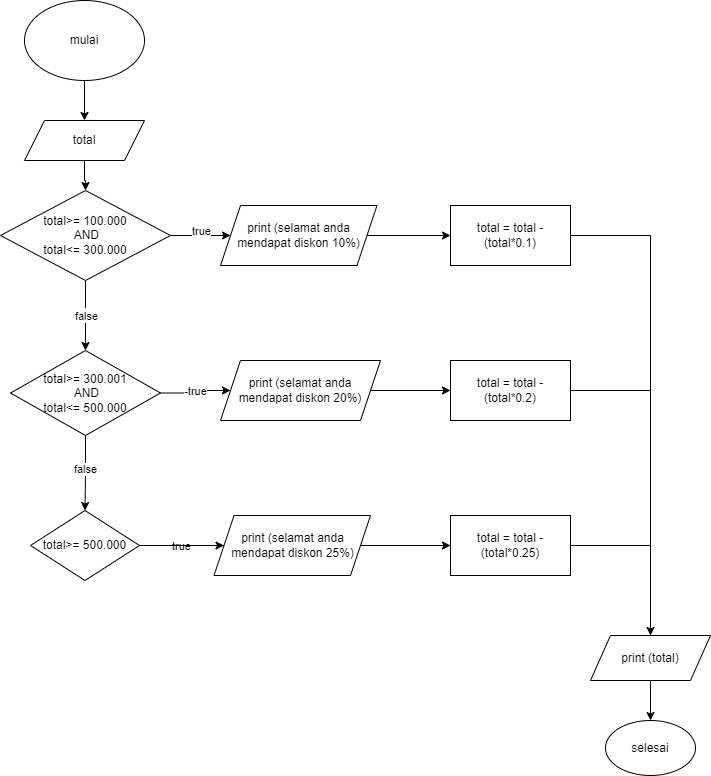 mulai
total
total>= 100.000
AND
total<= 300.000
true
print (selamat anda
mendapat diskon 10%)
total = total -
(total*0.1)
false
total>= 300.001
AND
total<= 500.000
true
print (selamat anda
mendapat diskon 20%)
total = total -
(total*0.2)
false
total>= 500.000
true
print (selamat anda
mendapat diskon 25%)
total = total -
(total*0.25)
print (total)
selesai